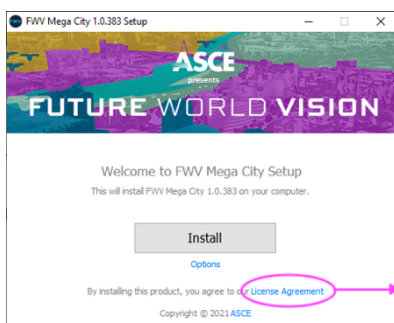 FWV Mega City 1.0.383 Setup
ASCE
presents
FUTURE WORLD VISION
Welcome to FWV Mega City Setup
This will install FWV Mega City 1.0.383 on your computer.
Install
Options
By installing this product, you agree to our License Agreement
Copyright © 2021 ASCE